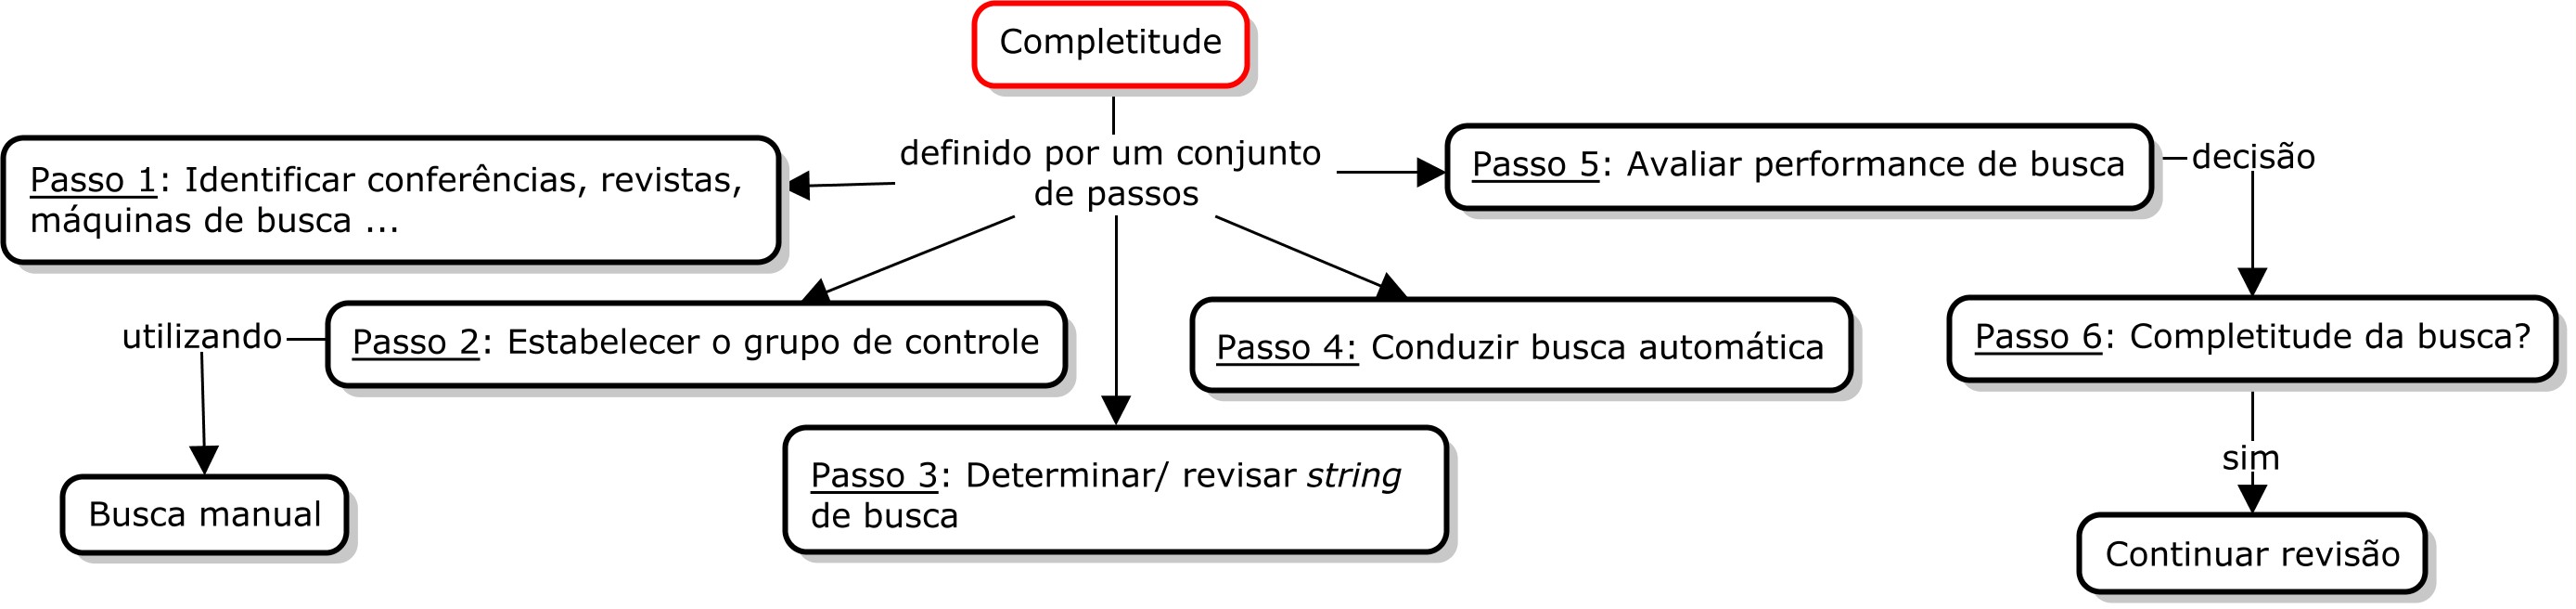 Completitude
definido por um conjunto
de passos
Passo 1: Identificar conferências, revistas,
máquinas de busca ...
Passo 5: Avaliar performance de busca
decisão
utilizando
Passo 2: Estabelecer o grupo de controle
Passo 4: Conduzir busca automática
Passo 6: Completitude da busca?
Busca manual
Passo 3: Determinar/ revisar string
de busca
sim
Continuar revisão